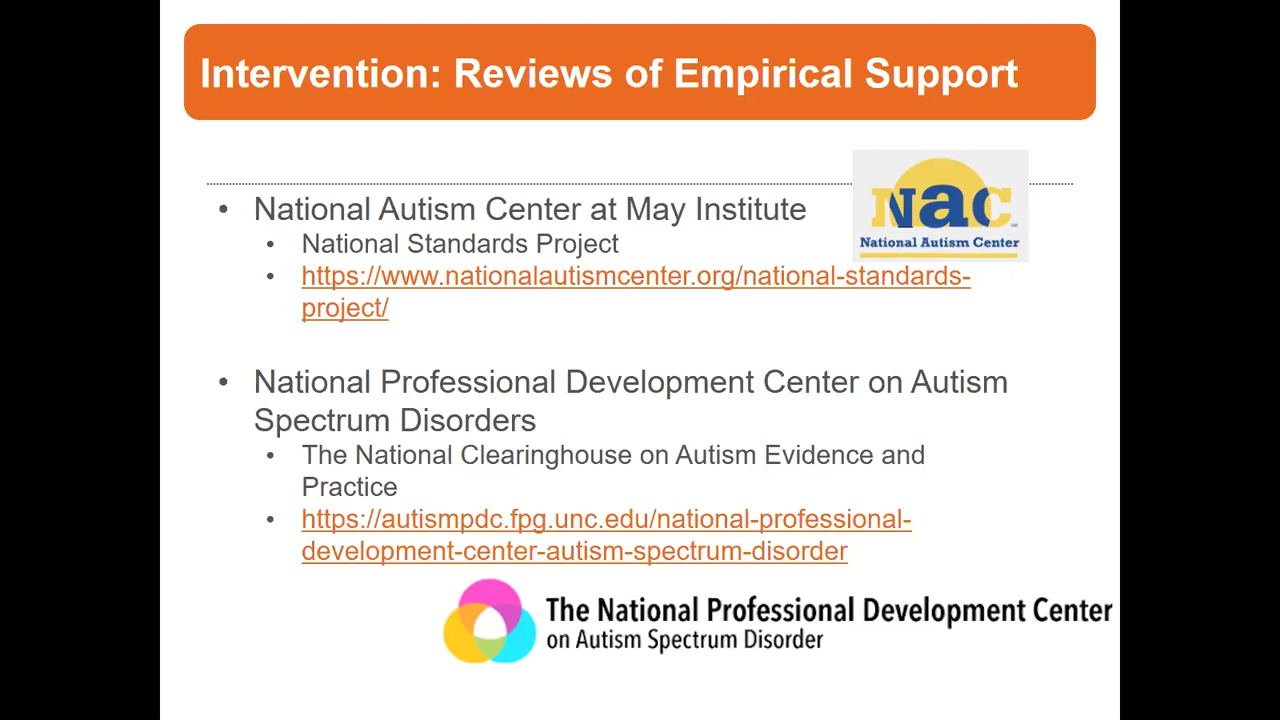 Intervention: Reviews of Empirical Support
NAC
National Autism Center
• National Autism Center at May Institute
• National Standards Project
• https://www.nationalautismcenter.org/national-standards-
project/
• National Professional Development Center on Autism
Spectrum Disorders
• The National Clearinghouse on Autism Evidence and
Practice
• https://autismpdc.fpg.unc.edu/national-professional-
development-center-autism-spectrum-disorder
The National Professional Development Center
on Autism Spectrum Disorder